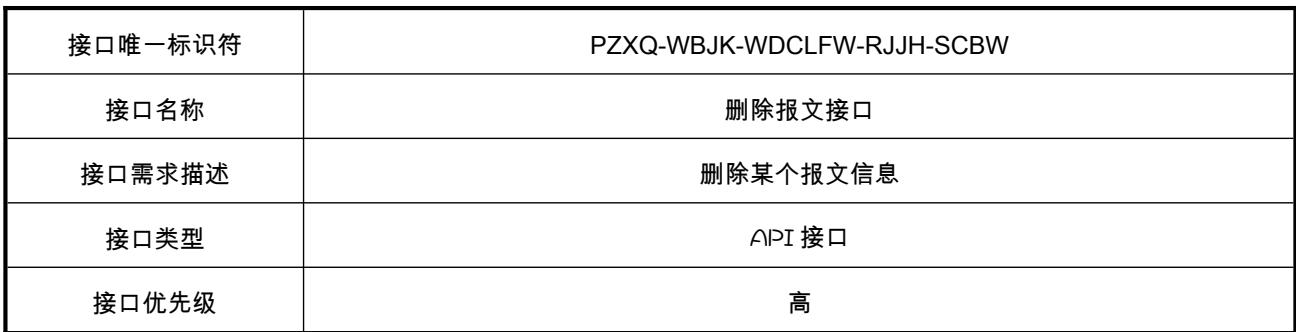 接口唯一标识符 PZXQ-WBJK-WDCLFW-RJJH-SCBW
接口名称 删除报文接口
接口需求描述 删除某个报文信息
接口类型 API 接口
接口优先级 高